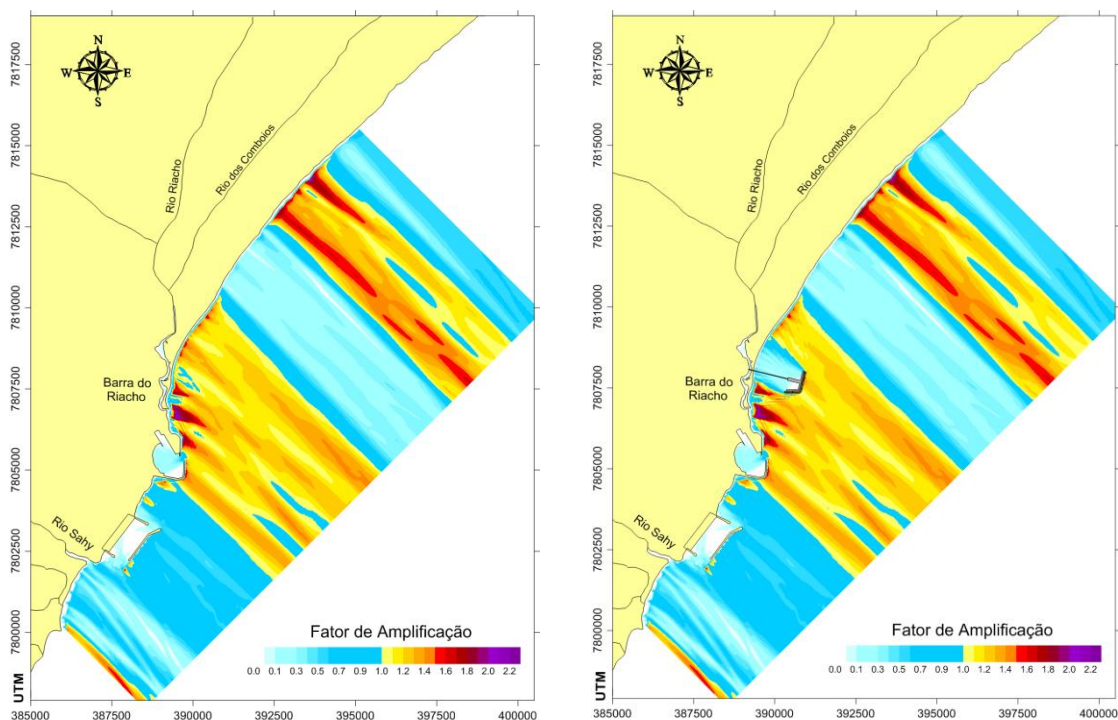 N
W E
S
Rio Riacho
Rio dos Comboios
Barra do
Riacho
Rio Sahy
Fator de Amplificação
0.0 0.1 0.3 0.5 0.7 0.9 1.0 1.2 1.4 1.5 1.6 1.8 2.0 2.2
7817500
7815000
7812500
7810000
7807500
7805000
7802500
7800000
UTM
385000 387500 390000 392500 395000 397500 400000
N
W E
S
Rio Riacho
Rio dos Comboios
Barra do
Riacho
Rio Sahy
Fator de Amplificação
0.0 0.1 0.3 0.5 0.7 0.9 1.0 1.2 1.4 1.5 1.6 1.8 2.0 2.2
7817500
7815000
7812500
7810000
7807500
7805000
7802500
7800000
UTM
385000 387500 390000 392500 395000 397500 400000